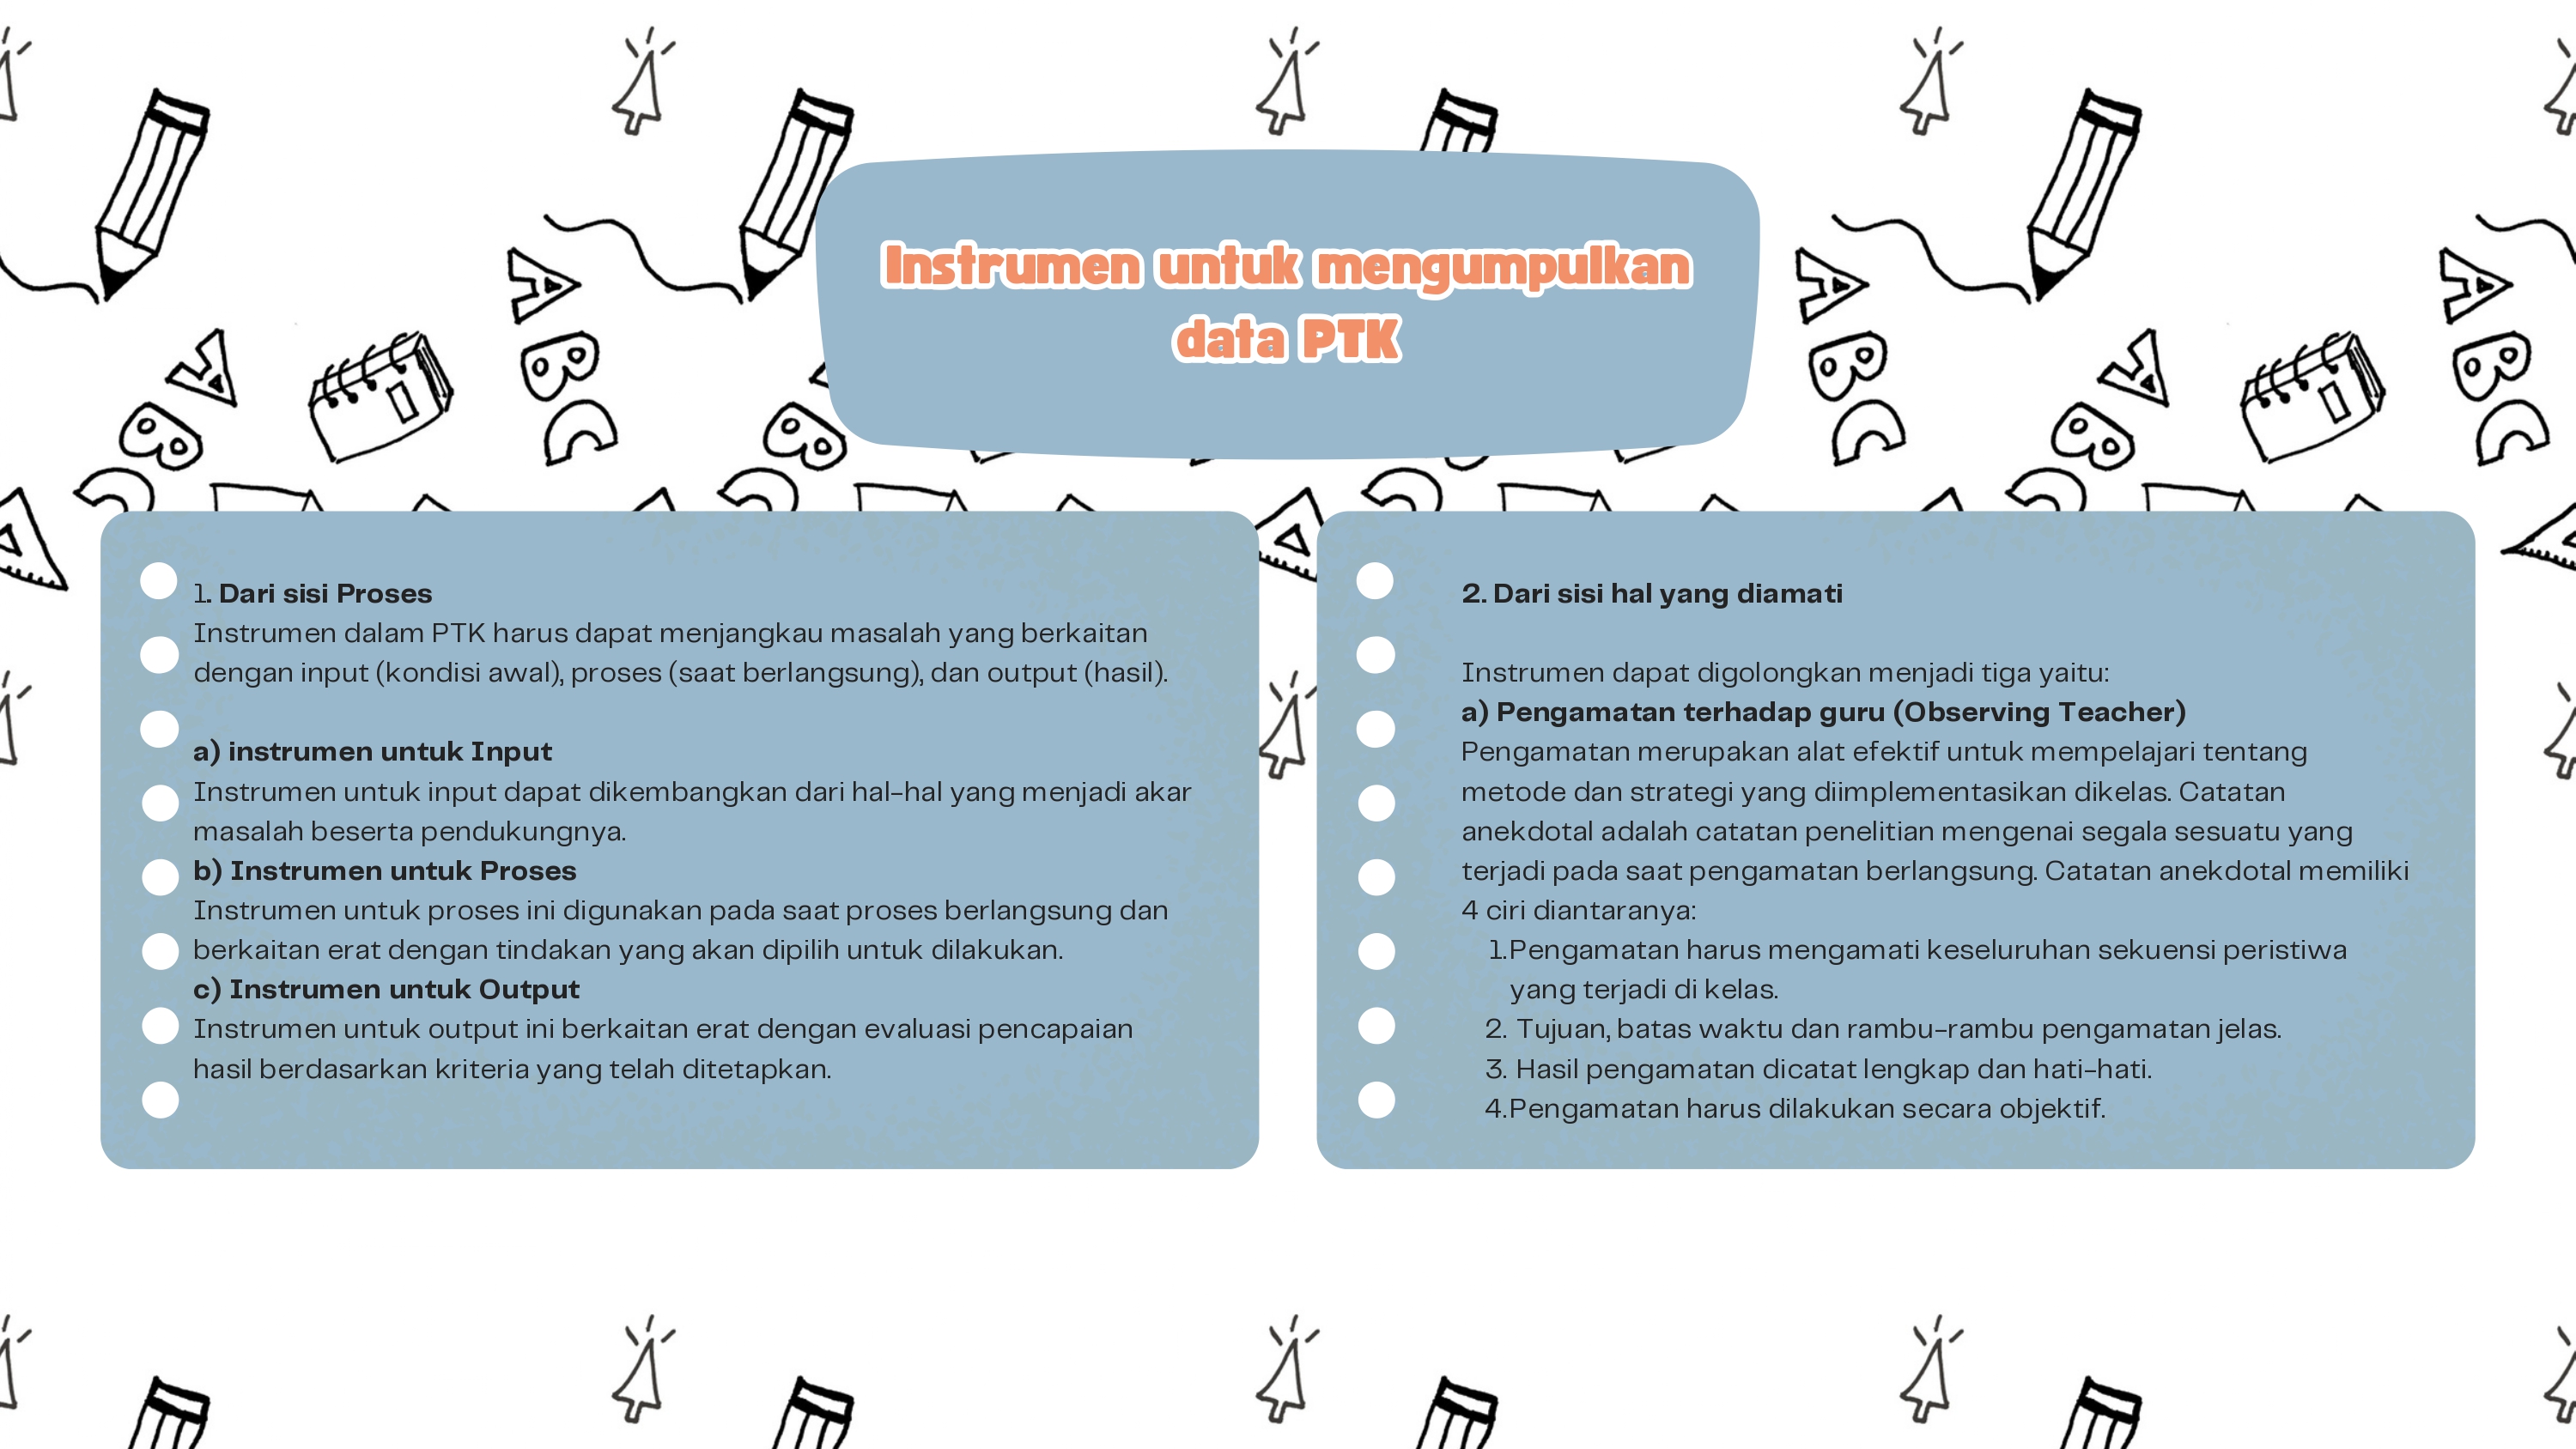 Instrumen untuk mengumpulkan
data PTK
1. Dari sisi Proses
Instrumen dalam PTK harus dapat menjangkau masalah yang berkaitan
dengan input (kondisi awal), proses (saat berlangsung), dan output (hasil).
a) instrumen untuk Input
Instrumen untuk input dapat dikembangkan dari hal-hal yang menjadi akar
masalah beserta pendukungnya.
b) Instrumen untuk Proses
Instrumen untuk proses ini digunakan pada saat proses berlangsung dan
berkaitan erat dengan tindakan yang akan dipilih untuk dilakukan.
c) Instrumen untuk Output
Instrumen untuk output ini berkaitan erat dengan evaluasi pencapaian
hasil berdasarkan kriteria yang telah ditetapkan.
2. Dari sisi hal yang diamati
Instrumen dapat digolongkan menjadi tiga yaitu:
a) Pengamatan terhadap guru (Observing Teacher)
Pengamatan merupakan alat efektif untuk mempelajari tentang
metode dan strategi yang diimplementasikan dikelas. Catatan
anekdotal adalah catatan penelitian mengenai segala sesuatu yang
terjadi pada saat pengamatan berlangsung. Catatan anekdotal memiliki
4 ciri diantaranya:
1.Pengamatan harus mengamati keseluruhan sekuensi peristiwa
yang terjadi di kelas.
2. Tujuan, batas waktu dan rambu-rambu pengamatan jelas.
3. Hasil pengamatan dicatat lengkap dan hati-hati.
4.Pengamatan harus dilakukan secara objektif.